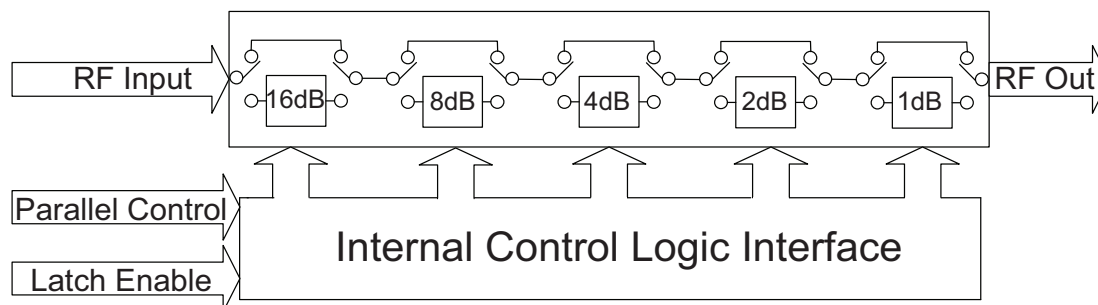 RF Input
16dB
8dB
4dB
2dB
1dB
RF Out
Parallel Control
Internal Control Logic Interface
Latch Enable